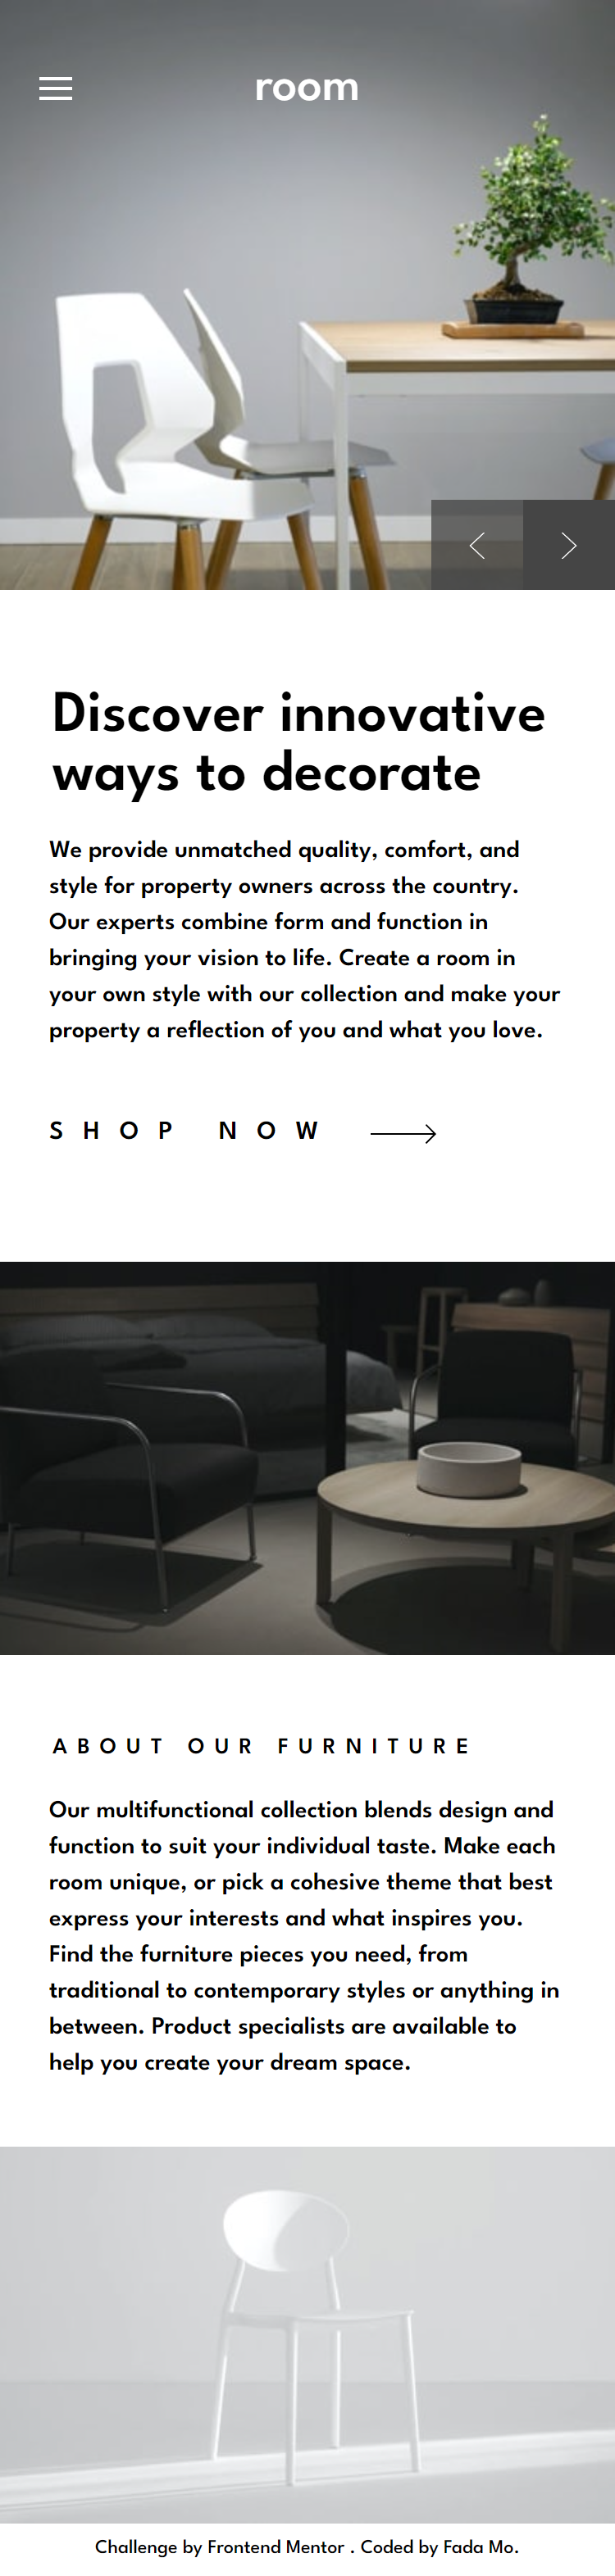 room
Discover innovative
ways to decorate
We provide unmatched quality, comfort, and
style for property owners across the country.
Our experts combine form and function in
bringing your vision to life. Create a room in
your own style with our collection and make your
property a reflection of you and what you love.
SHOP NOW
ABOUT OUR FURNITURE
Our multifunctional collection blends design and
function to suit your individual taste. Make each
room unique, or pick a cohesive theme that best
express your interests and what inspires you.
Find the furniture pieces you need, from
traditional to contemporary styles or anything in
between. Product specialists are available to
help you create your dream space.
Challenge by Frontend Mentor . Coded by Fada Mo.